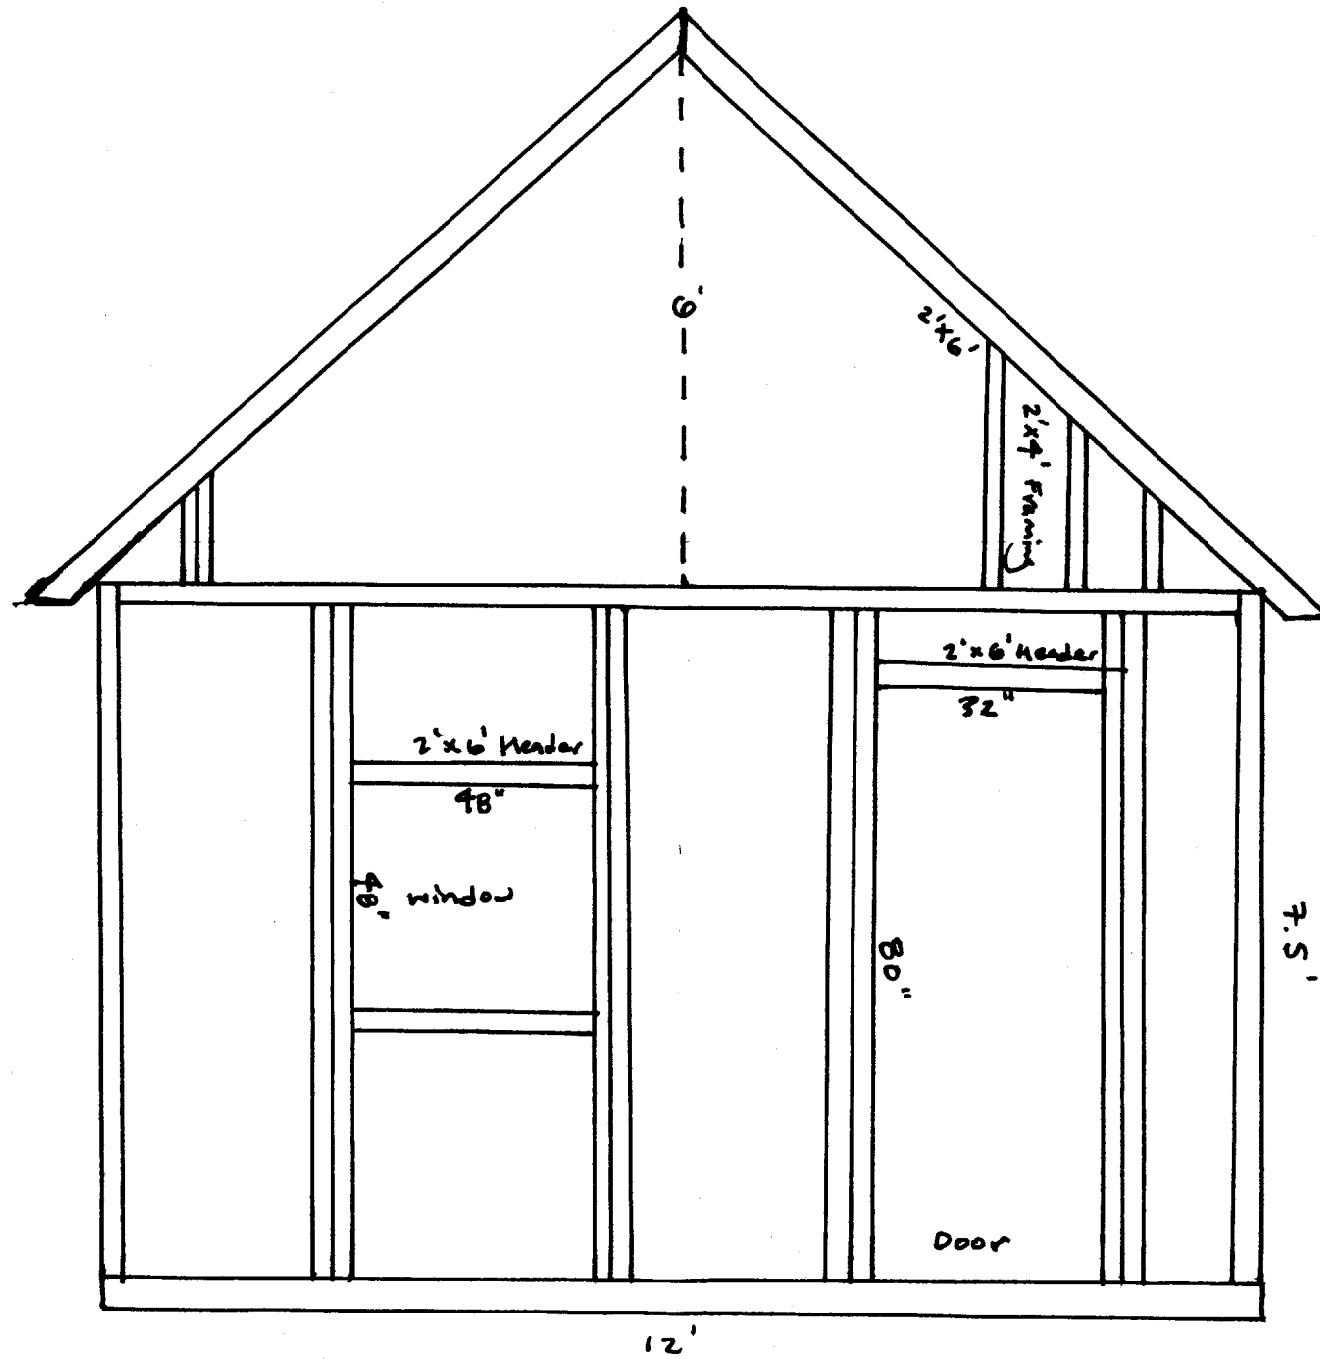 6'
2'x6'
2'x4' Framing
2'x6' Header
32"
2'x6' Header
48"
48" window
80"
7.5'
Door
12'